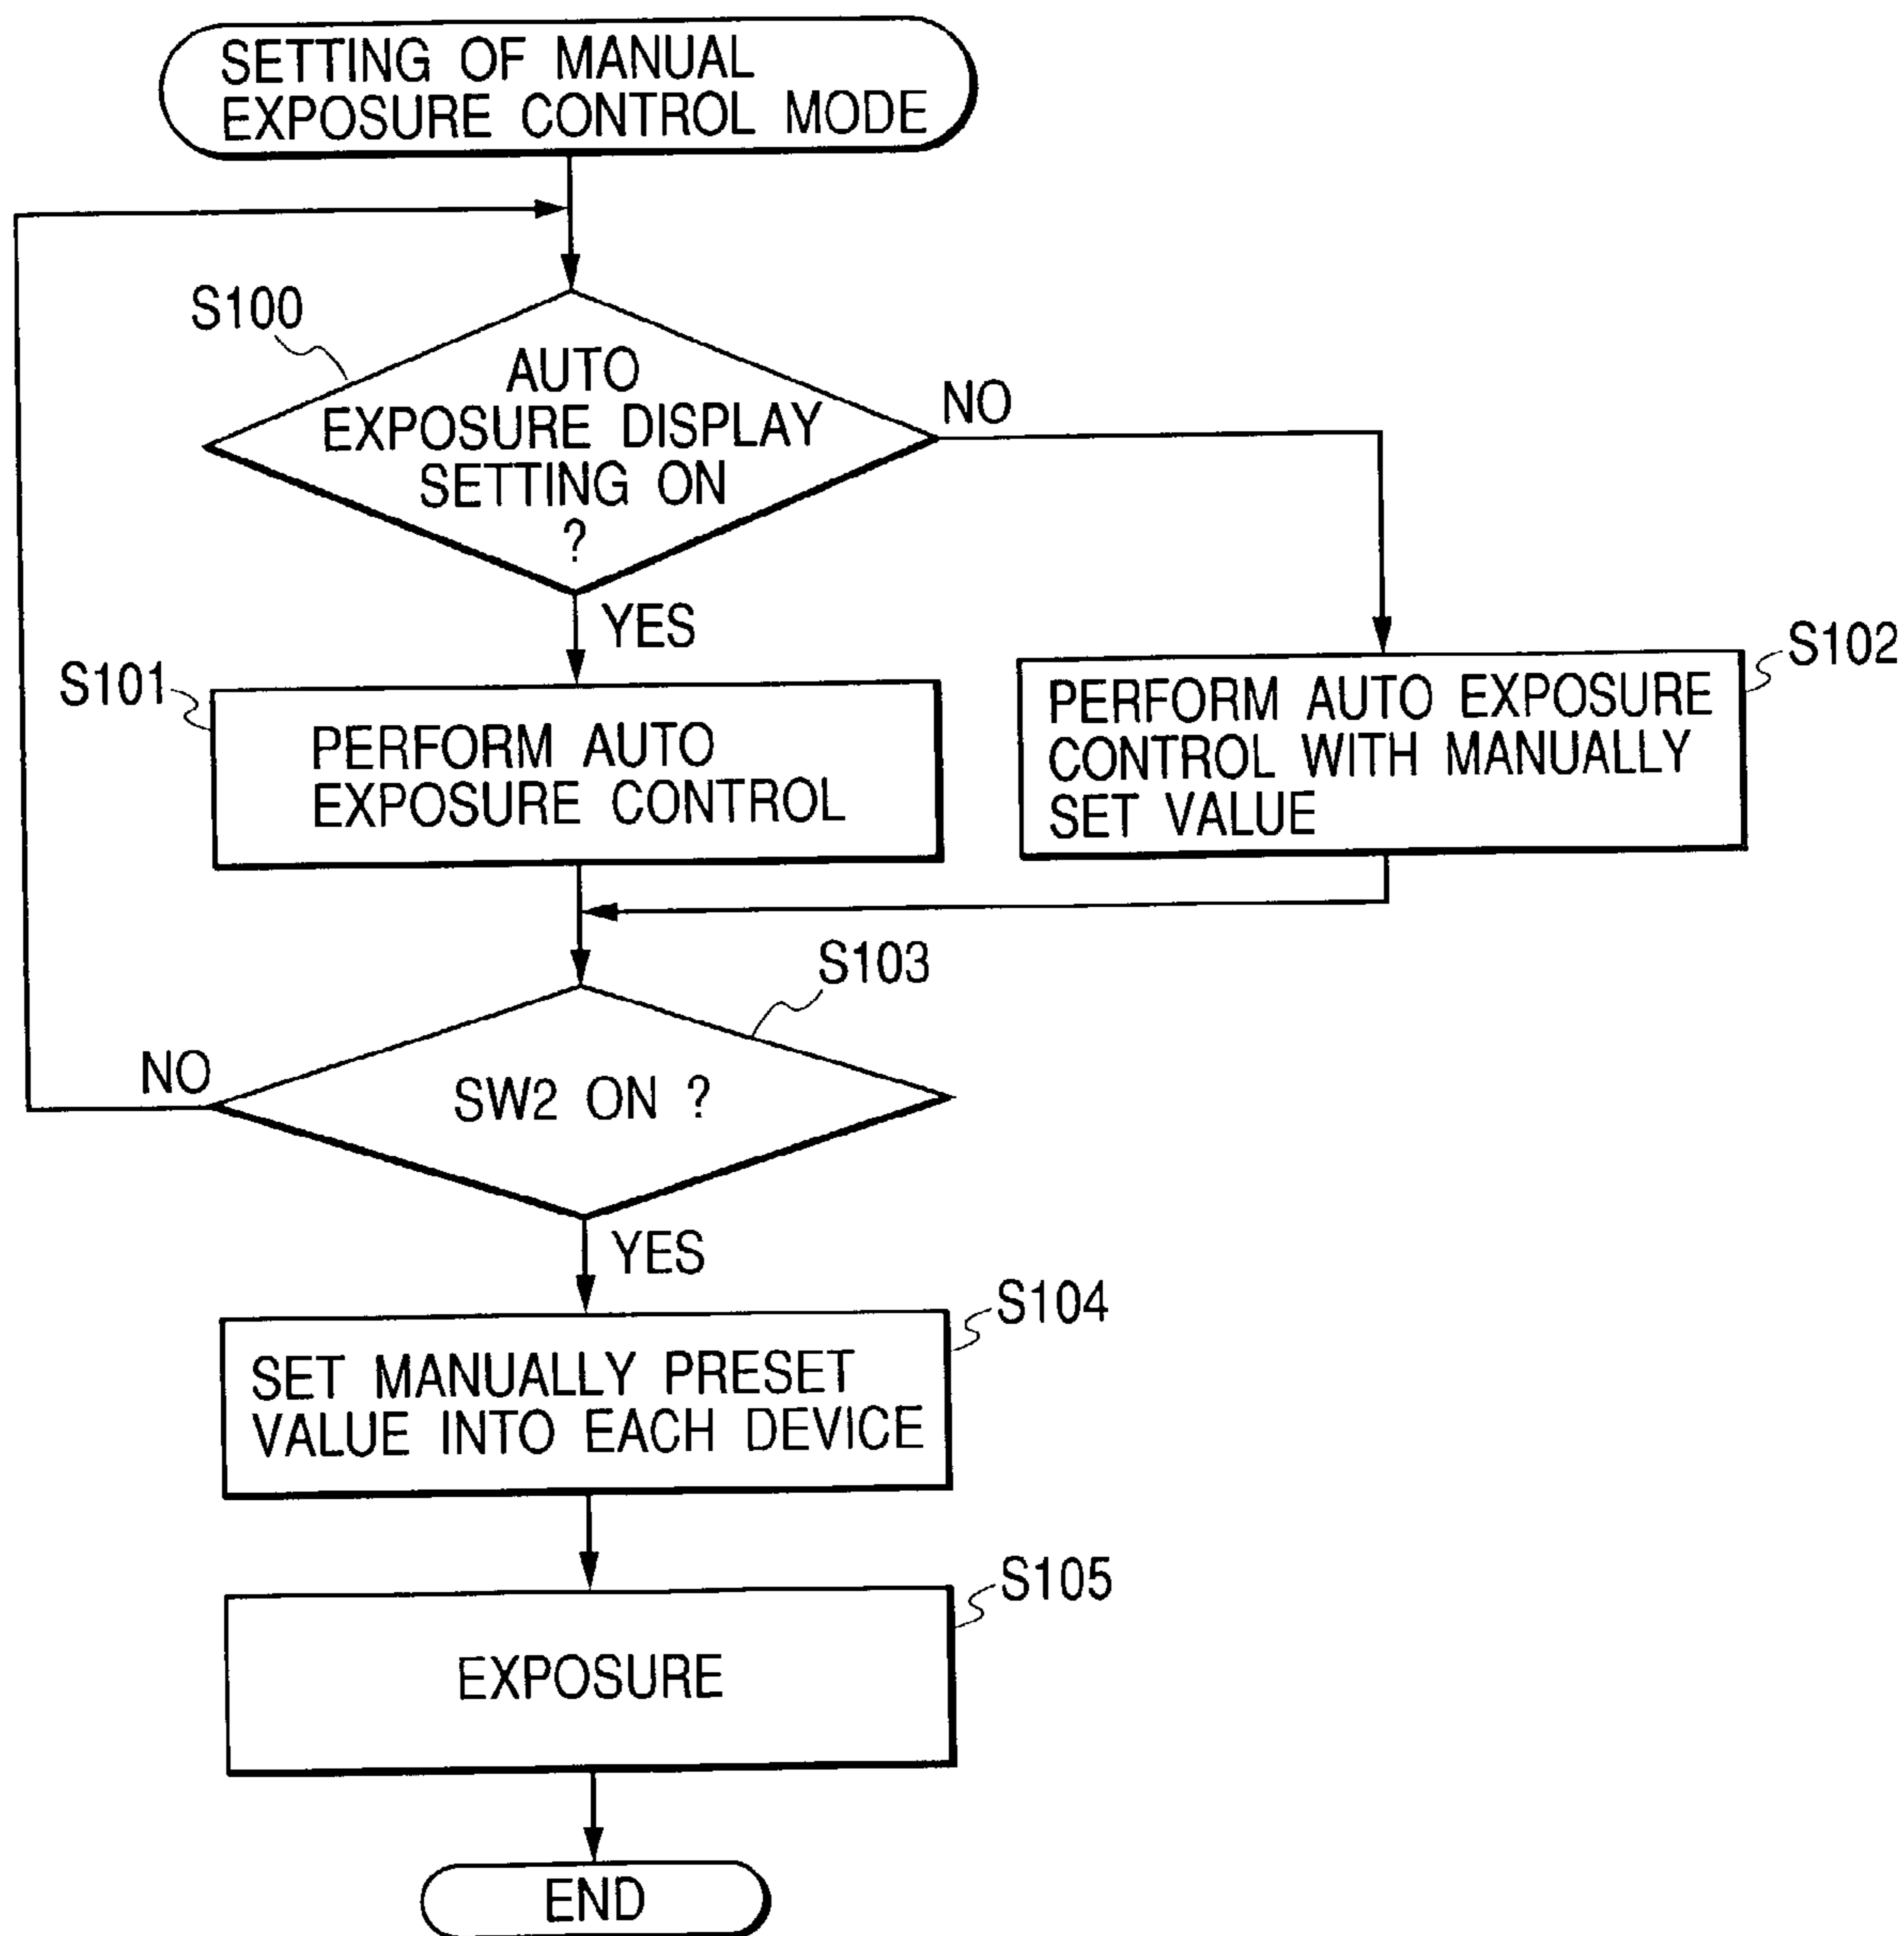 SETTING OF MANUAL
EXPOSURE CONTROL MODE
S100
AUTO
EXPOSURE DISPLAY
SETTING ON
?
NO
YES
S101
PERFORM AUTO
EXPOSURE CONTROL
S102
PERFORM AUTO EXPOSURE
CONTROL WITH MANUALLY
SET VALUE
S103
NO
SW2 ON ?
YES
S104
SET MANUALLY PRESET
VALUE INTO EACH DEVICE
S105
EXPOSURE
END